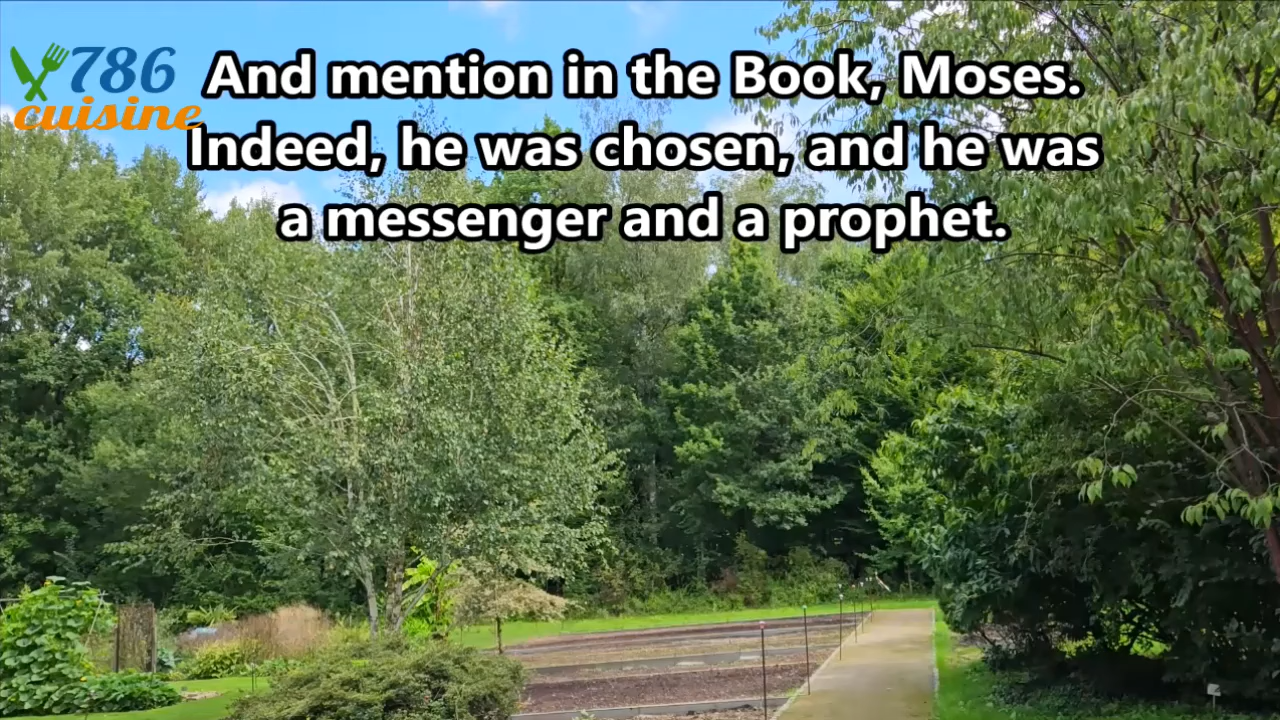 786
cuisine
And mention in the Book, Moses.
Indeed, he was chosen, and he was
a messenger and a prophet.